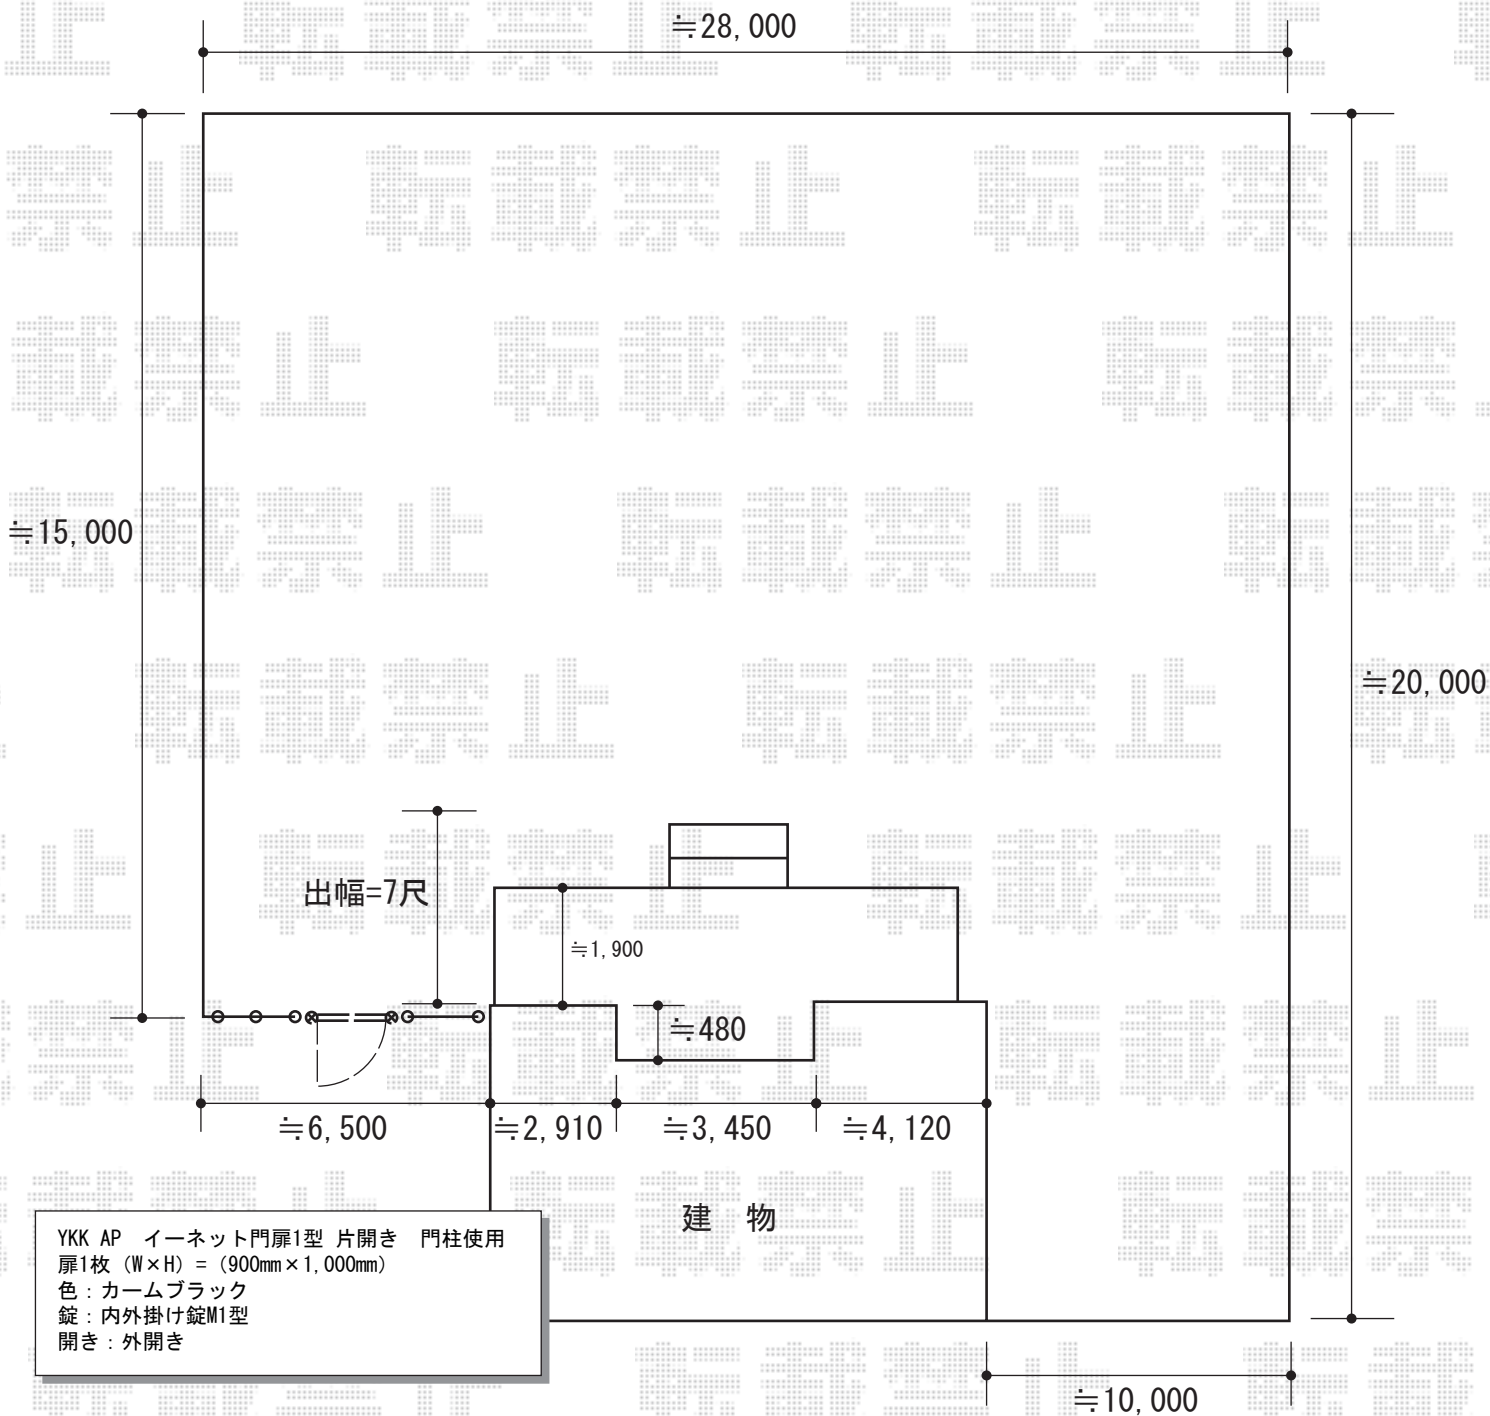 ≒28,000
≒15,000
≒20,000
出幅=7尺
≒1,900
≒480
≒6,500
≒2,910
≒3,450
≒4,120
建　物
YKK AP　イーネット門扉1型 片開き　門柱使用
扉1枚（W×H）=（900mm×1,000mm）
色：カームブラック
錠：内外掛け錠M1型
開き：外開き
≒10,000
転載禁止